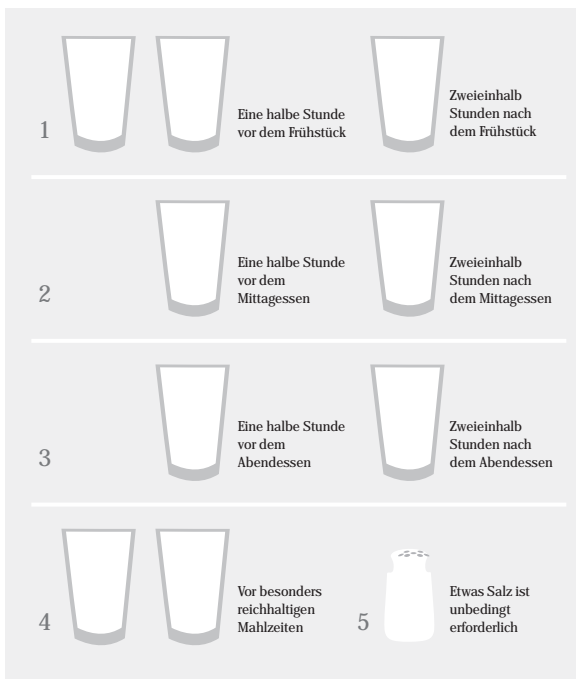 1
Eine halbe Stunde
vor dem Frühstück
Zweieinhalb
Stunden nach
dem Frühstück
2
Eine halbe Stunde
vor dem
Mittagessen
Zweieinhalb
Stunden nach
dem Mittagessen
3
Eine halbe Stunde
vor dem
Abendessen
Zweieinhalb
Stunden nach
dem Abendessen
4
Vor besonders
reichhaltigen
Mahlzeiten
5
Etwas Salz ist
unbedingt
erforderlich